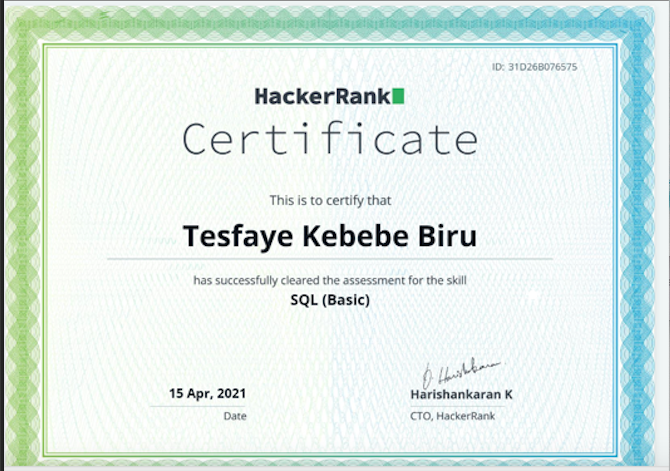 ID: 31D26B076575
HackerRank
Certificate
This is to certify that
Tesfaye Kebebe Biru
has successfully cleared the assessment for the skill
SQL (Basic)
15 Apr, 2021
Date
Harishankaran K
CTO, HackerRank